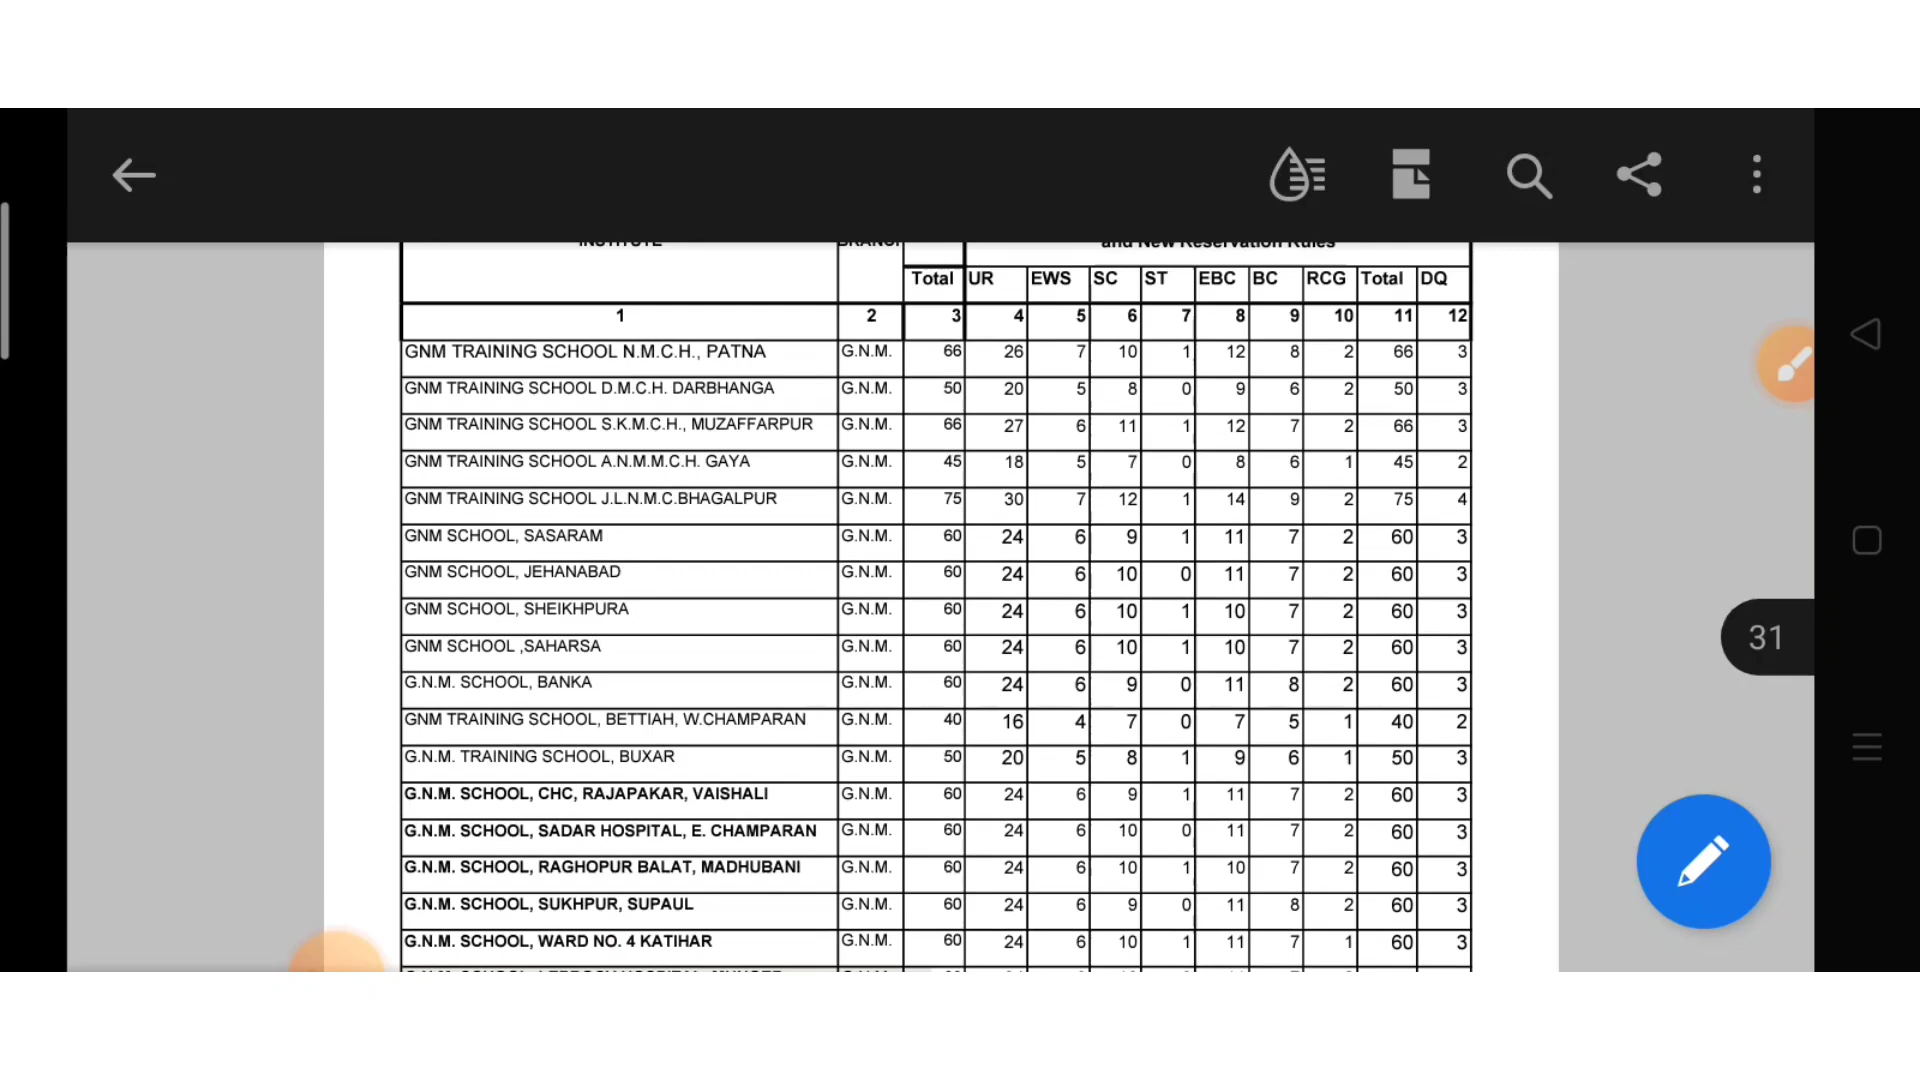 INSTITUTE BRANCH and New Reservation Rules
Total UR EWS SC ST EBC BC RCG Total DQ
1 2 3 4 5 6 7 8 9 10 11 12
GNM TRAINING SCHOOL N.M.C.H., PATNA G.N.M. 66 26 7 10 1 12 8 2 66 3
GNM TRAINING SCHOOL D.M.C.H. DARBHANGA G.N.M. 50 20 5 8 0 9 6 2 50 3
GNM TRAINING SCHOOL S.K.M.C.H., MUZAFFARPUR G.N.M. 66 27 6 11 1 12 7 2 66 3
GNM TRAINING SCHOOL A.N.M.M.C.H. GAYA G.N.M. 45 18 5 7 0 8 6 1 45 2
GNM TRAINING SCHOOL J.L.N.M.C.BHAGALPUR G.N.M. 75 30 7 12 1 14 9 2 75 4
GNM SCHOOL, SASARAM G.N.M. 60 24 6 9 1 11 7 2 60 3
GNM SCHOOL, JEHANABAD G.N.M. 60 24 6 10 0 11 7 2 60 3
GNM SCHOOL, SHEIKHPURA G.N.M. 60 24 6 10 1 10 7 2 60 3
GNM SCHOOL ,SAHARSA G.N.M. 60 24 6 10 1 10 7 2 60 3
G.N.M. SCHOOL, BANKA G.N.M. 60 24 6 9 0 11 8 2 60 3
GNM TRAINING SCHOOL, BETTIAH, W.CHAMPARAN G.N.M. 40 16 4 7 0 7 5 1 40 2
G.N.M. TRAINING SCHOOL, BUXAR G.N.M. 50 20 5 8 1 9 6 1 50 3
G.N.M. SCHOOL, CHC, RAJAPAKAR, VAISHALI G.N.M. 60 24 6 9 1 11 7 2 60 3
G.N.M. SCHOOL, SADAR HOSPITAL, E. CHAMPARAN G.N.M. 60 24 6 10 0 11 7 2 60 3
G.N.M. SCHOOL, RAGHOPUR BALAT, MADHUBANI G.N.M. 60 24 6 10 1 10 7 2 60 3
G.N.M. SCHOOL, SUKHPUR, SUPAUL G.N.M. 60 24 6 9 0 11 8 2 60 3
G.N.M. SCHOOL, WARD NO. 4 KATIHAR G.N.M. 60 24 6 10 1 11 7 1 60 3
31